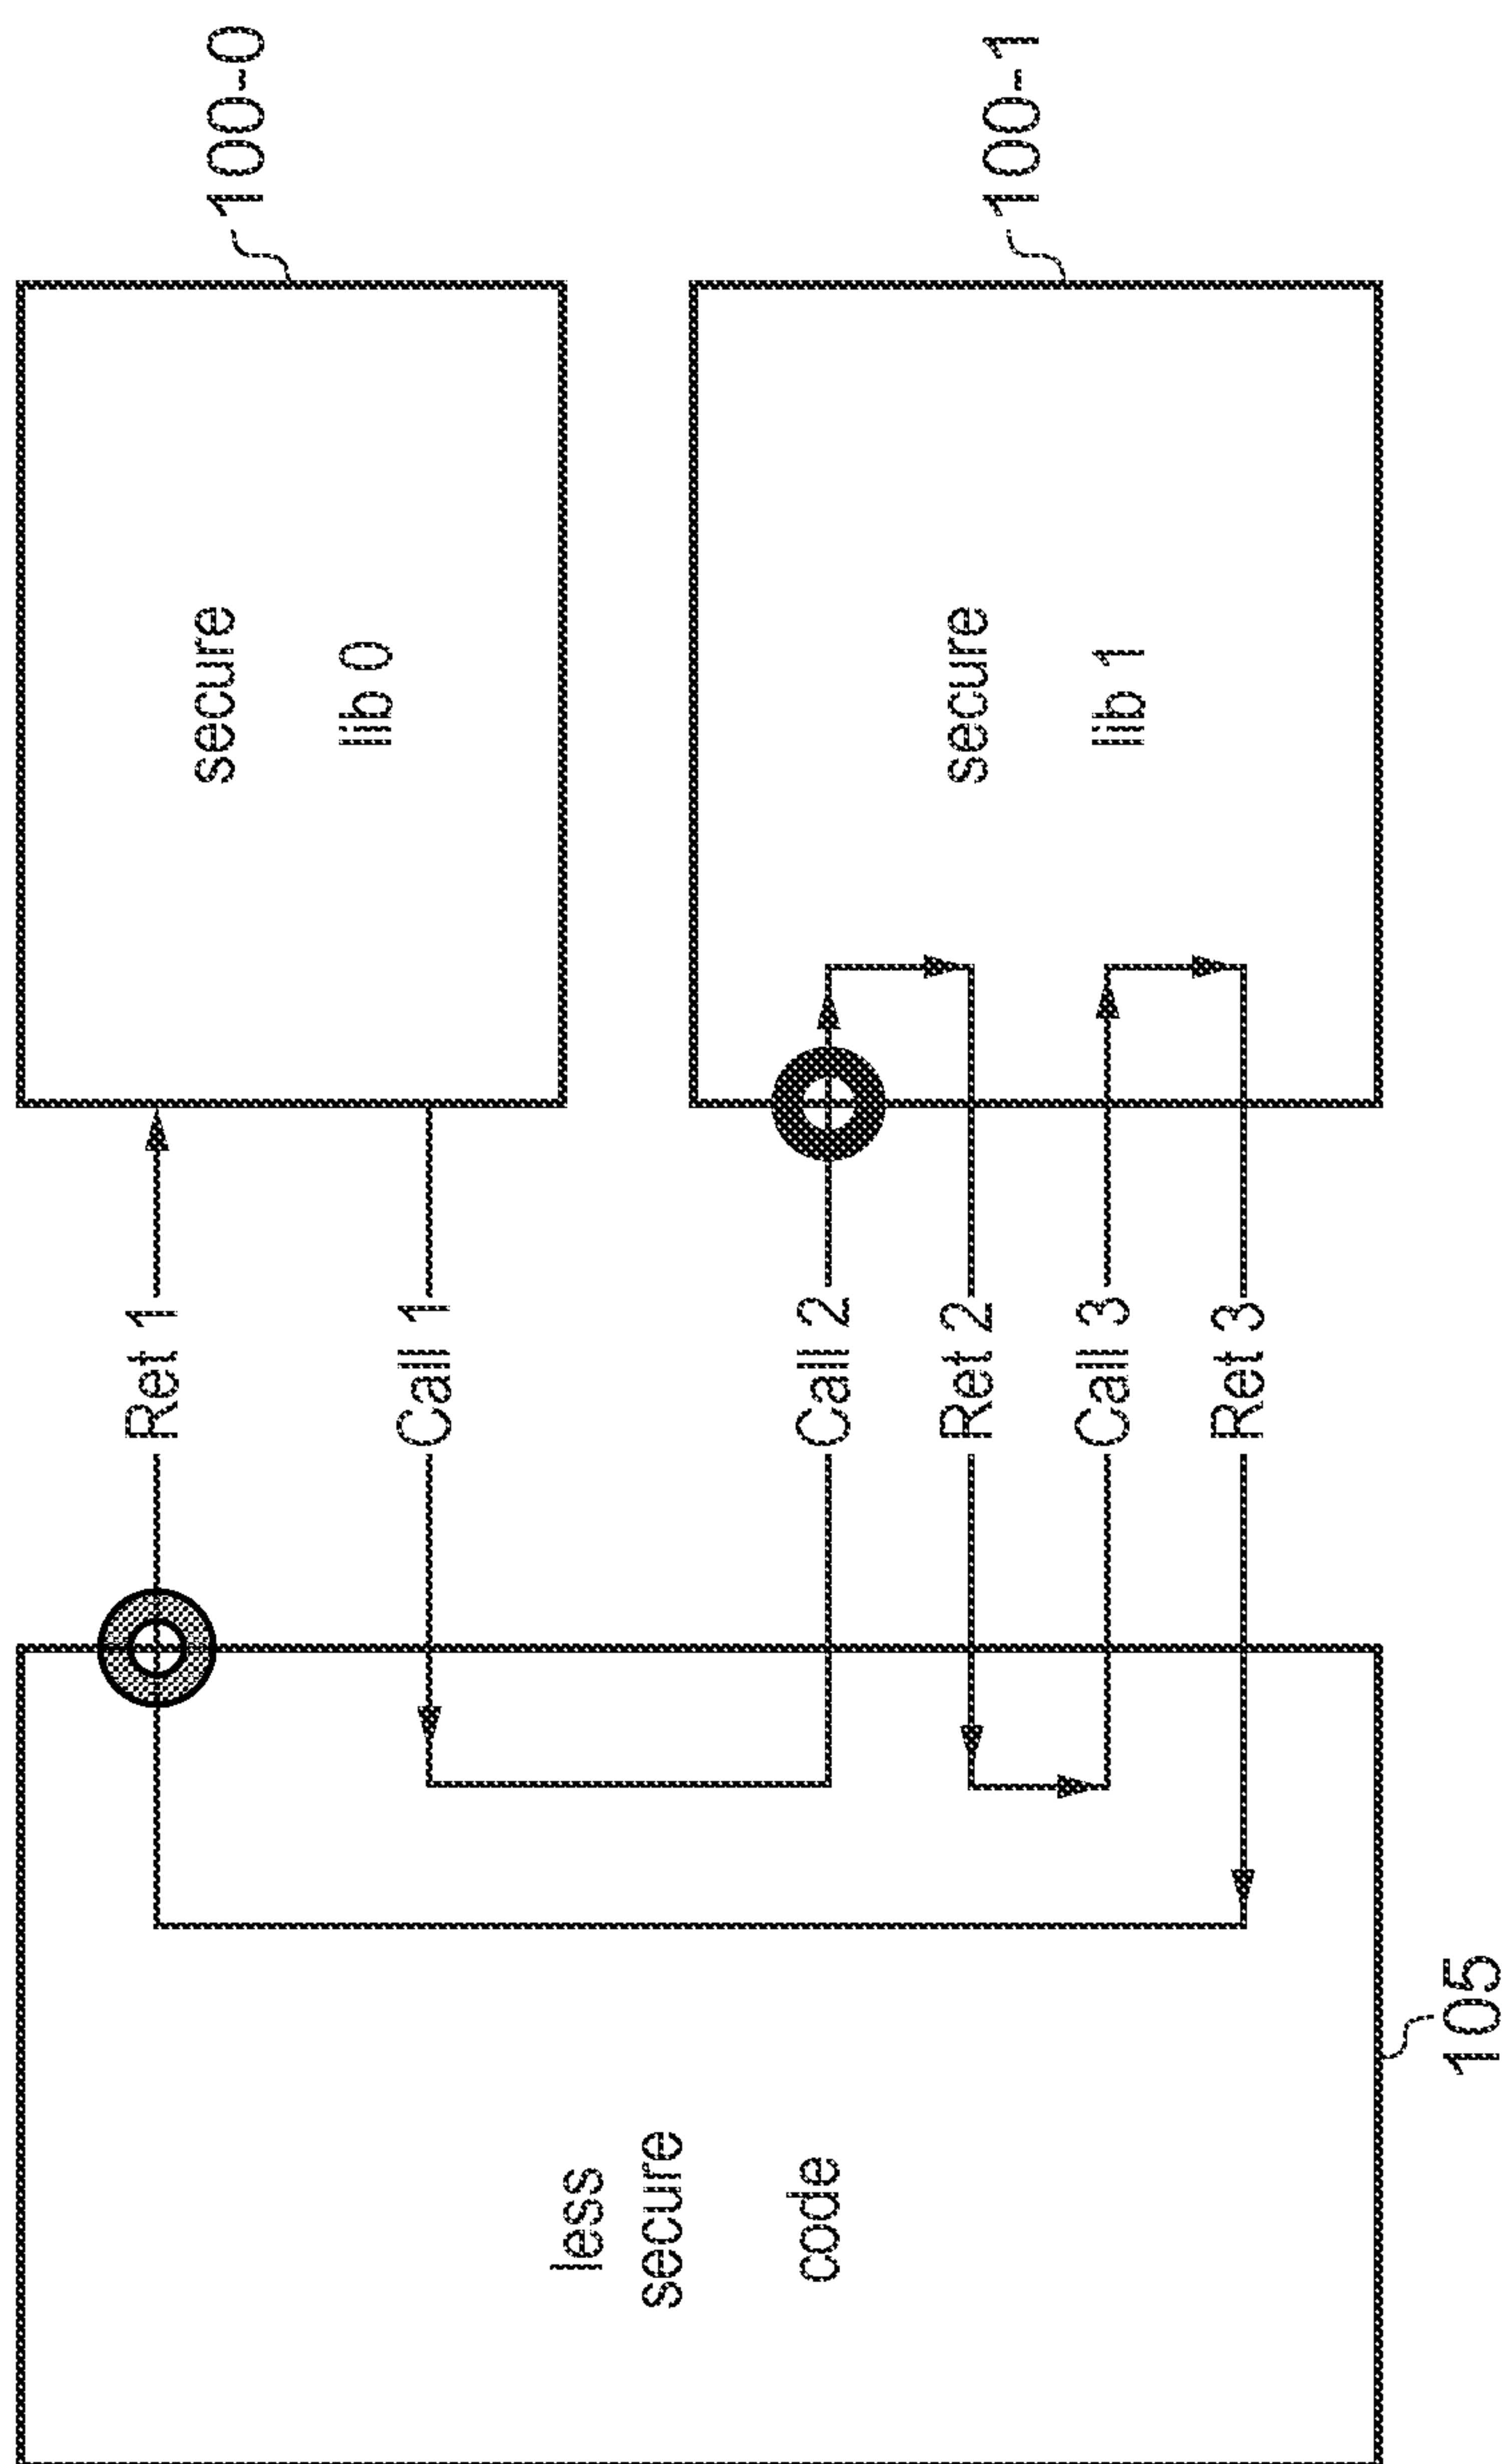 less
secure
code
105
Ret 1
Call 1
Call 2
Ret 2
Call 3
Ret 3
secure
lib 0
100-0
secure
lib 1
100-1